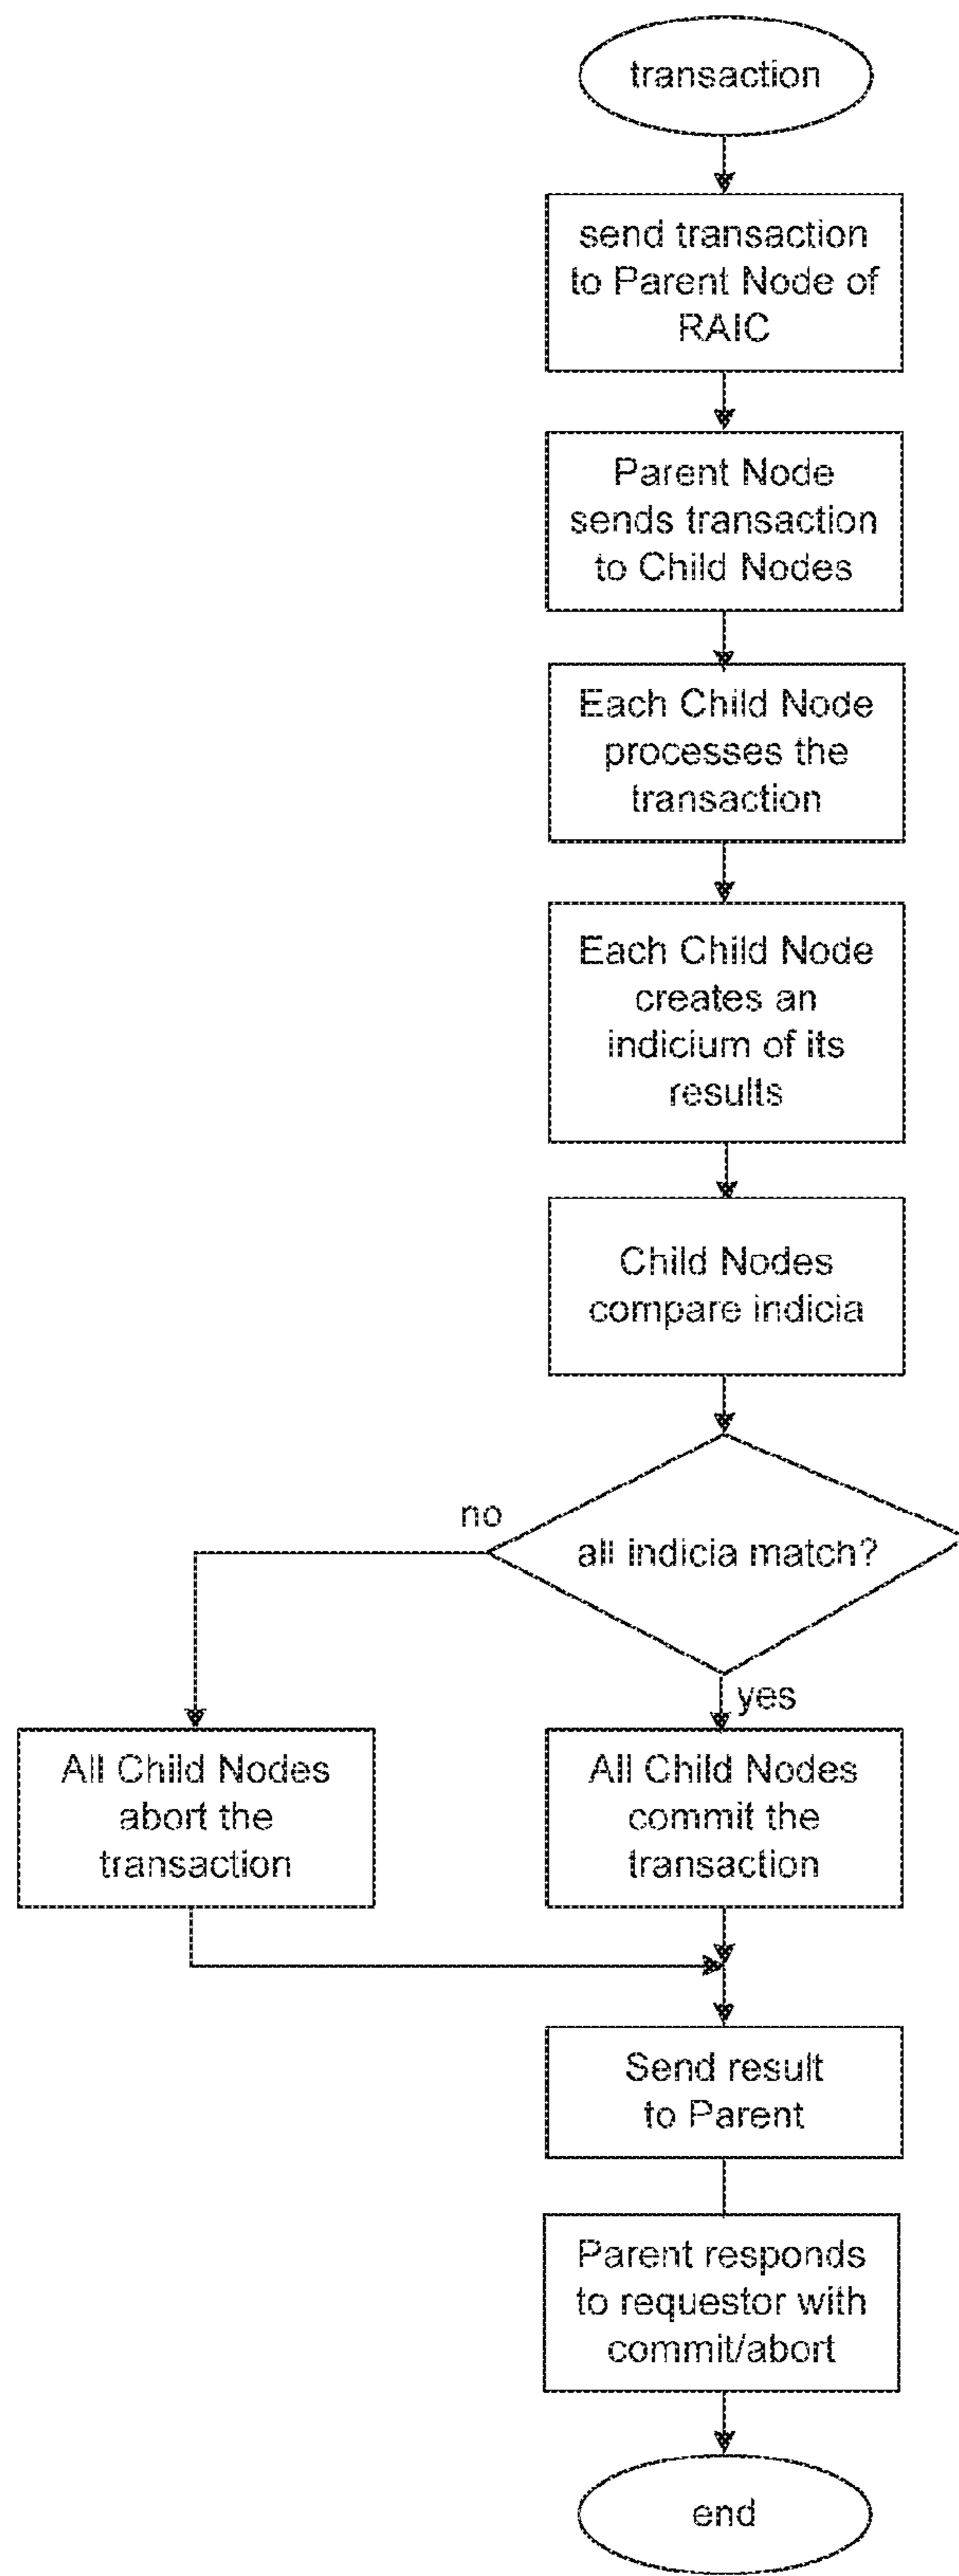 transaction
send transaction
to Parent Node of
RAIC
Parent Node
sends transaction
to Child Nodes
Each Child Node
processes the
transaction
Each Child Node
creates an
indicium of its
results
Child Nodes
compare indicia
no
all indicia match?
yes
All Child Nodes
abort the
transaction
All Child Nodes
commit the
transaction
Send result
to Parent
Parent responds
to requestor with
commit/abort
end